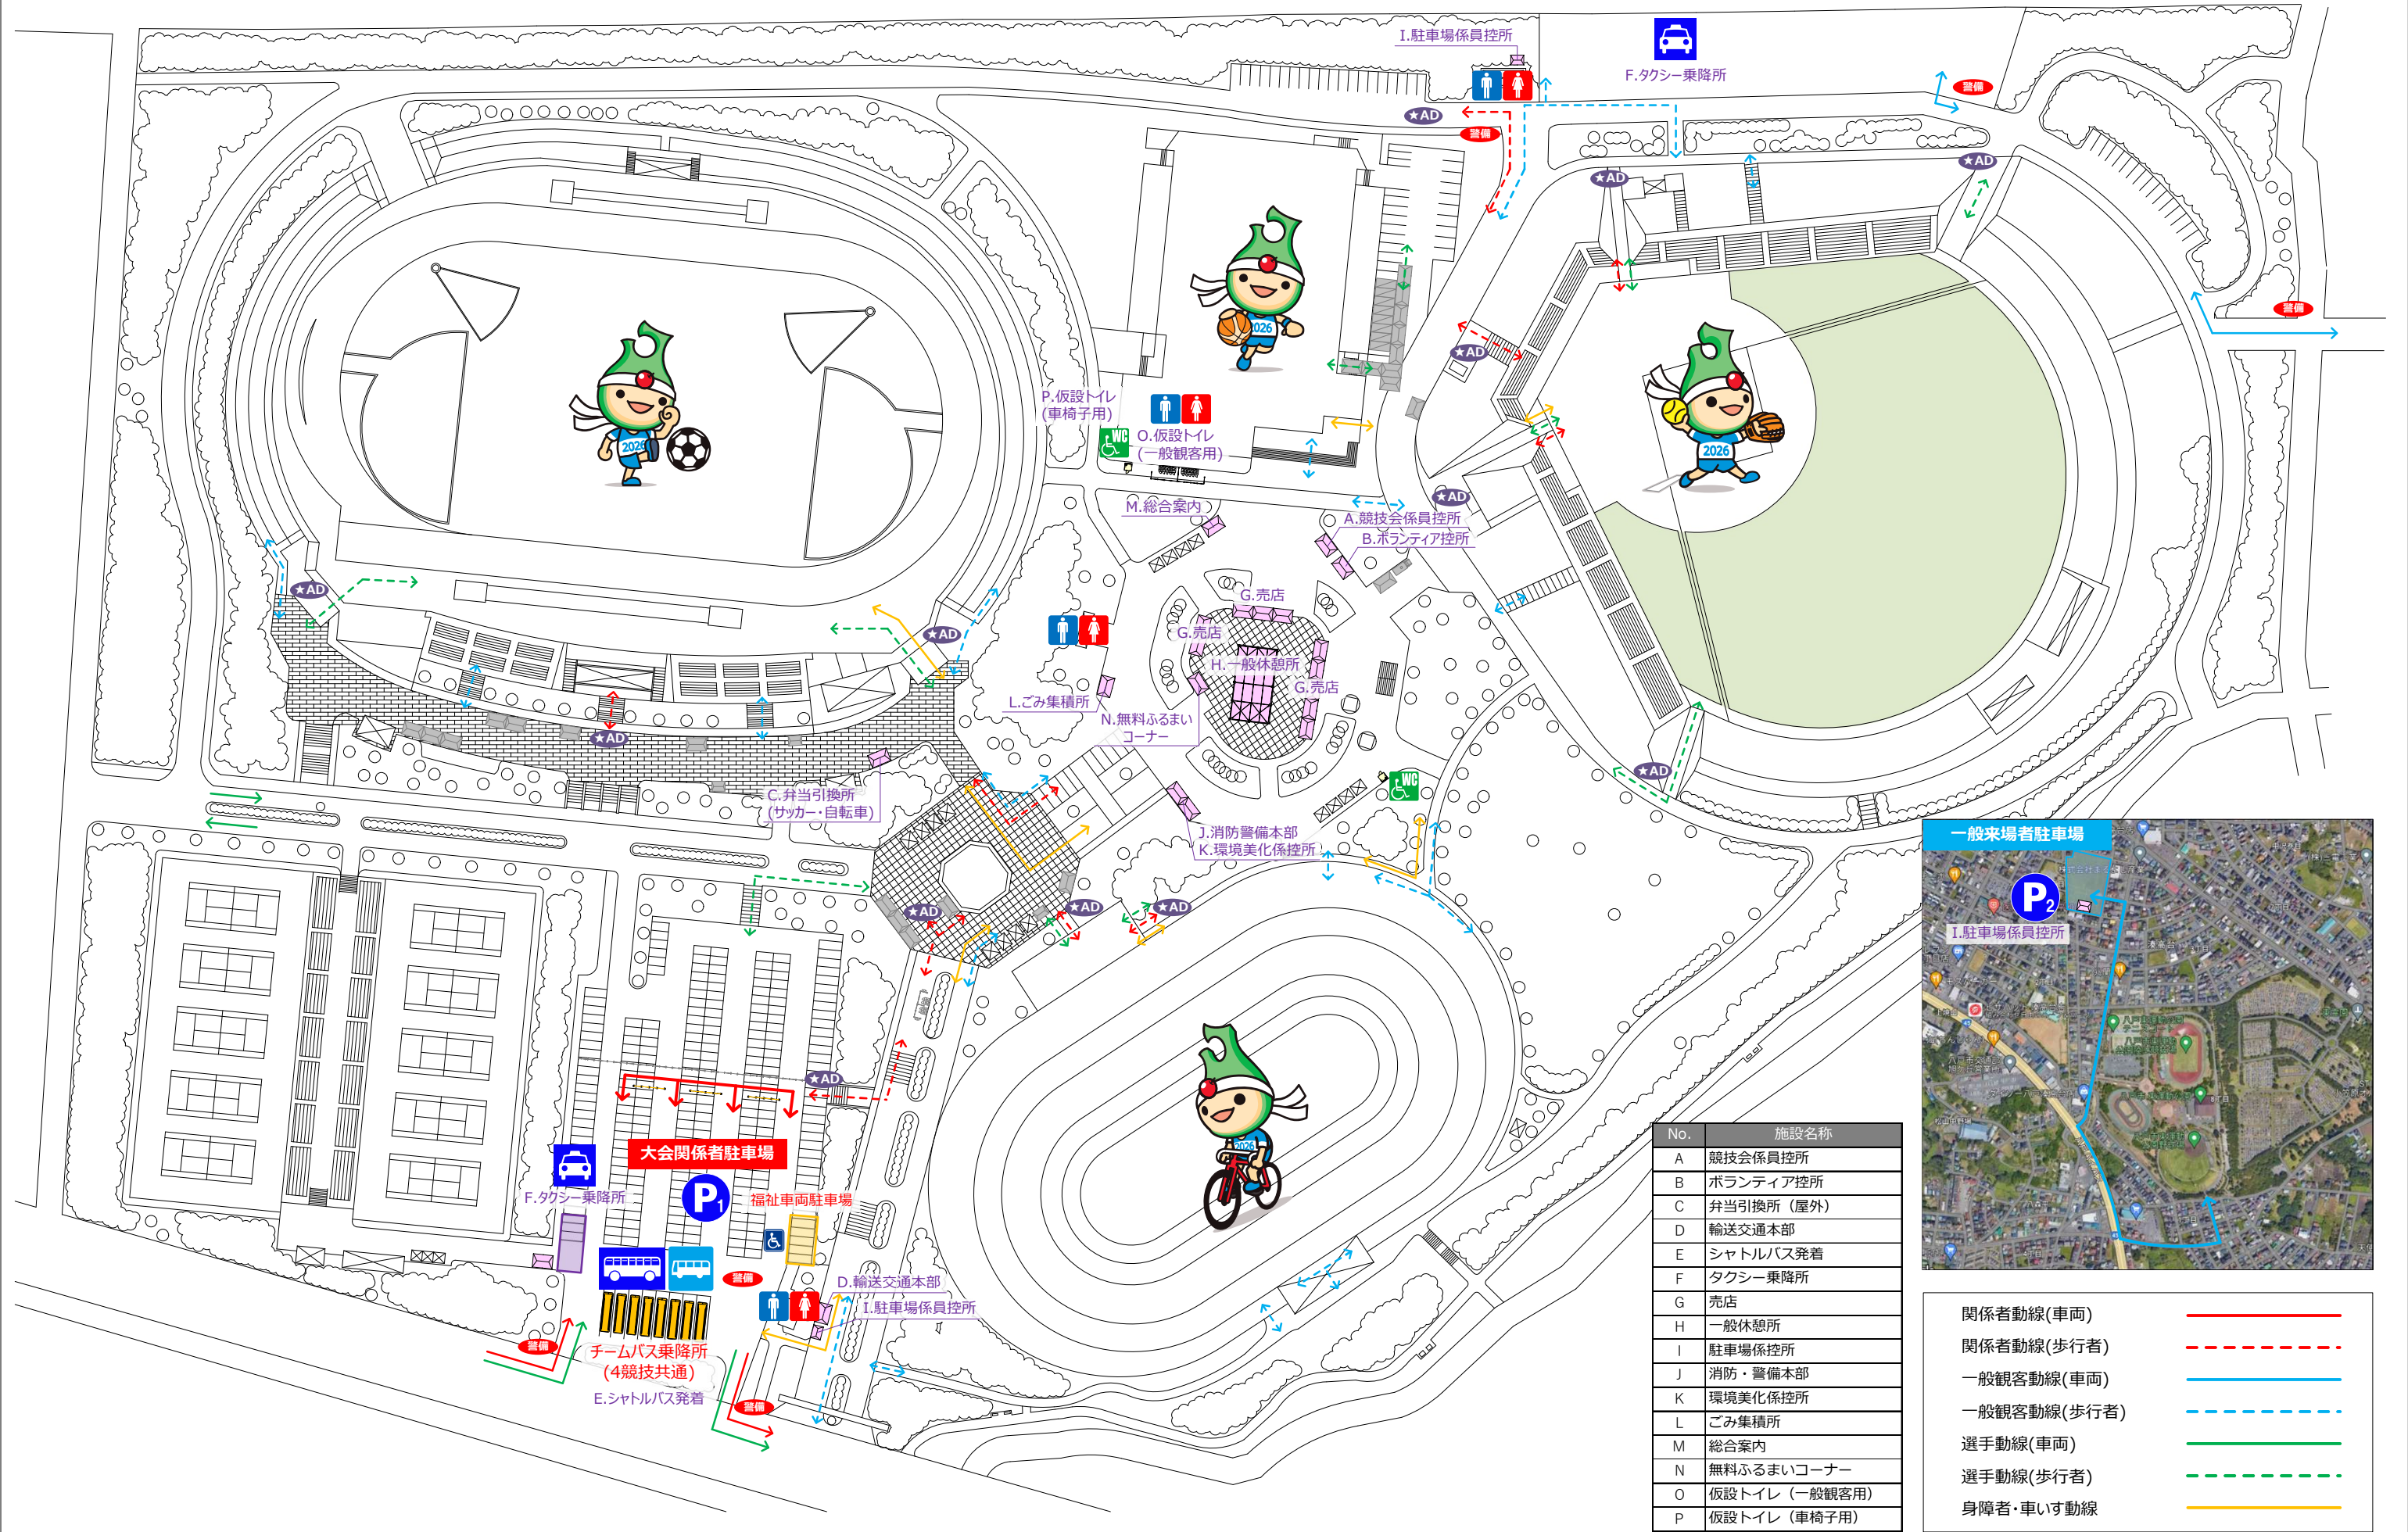 I.駐車場係員控所
F.タクシー乗降所
警備
★AD
警備
★AD
★AD
警備
2026
★AD
P.仮設トイレ
(車椅子用)
WC
O.仮設トイレ
(一般観客用)
2026
2026
M.総合案内
★AD
A.競技会係員控所
B.ボランティア控所
★AD
G.売店
G.売店
★AD
H.一般休憩所
G.売店
L.ごみ集積所
N.無料ふるまい
コーナー
★AD
★AD
WC
C.弁当引換所
(サッカー・自転車)
J.消防警備本部
K.環境美化係控所
★AD
★AD
★AD
★AD
大会関係者駐車場
F.タクシー乗降所
P1
福祉車両駐車場
警備
D.輸送交通本部
I.駐車場係員控所
警備
チームバス乗降所
(4競技共通)
E.シャトルバス発着
警備
2026
一般来場者駐車場
P2
I.駐車場係員控所
No. 施設名称
A 競技会係員控所
B ボランティア控所
C 弁当引換所（屋外）
D 輸送交通本部
E シャトルバス発着
F タクシー乗降所
G 売店
H 一般休憩所
I 駐車場係控所
J 消防・警備本部
K 環境美化係控所
L ごみ集積所
M 総合案内
N 無料ふるまいコーナー
O 仮設トイレ（一般観客用）
P 仮設トイレ（車椅子用）
関係者動線(車両)
関係者動線(歩行者)
一般観客動線(車両)
一般観客動線(歩行者)
選手動線(車両)
選手動線(歩行者)
身障者・車いす動線